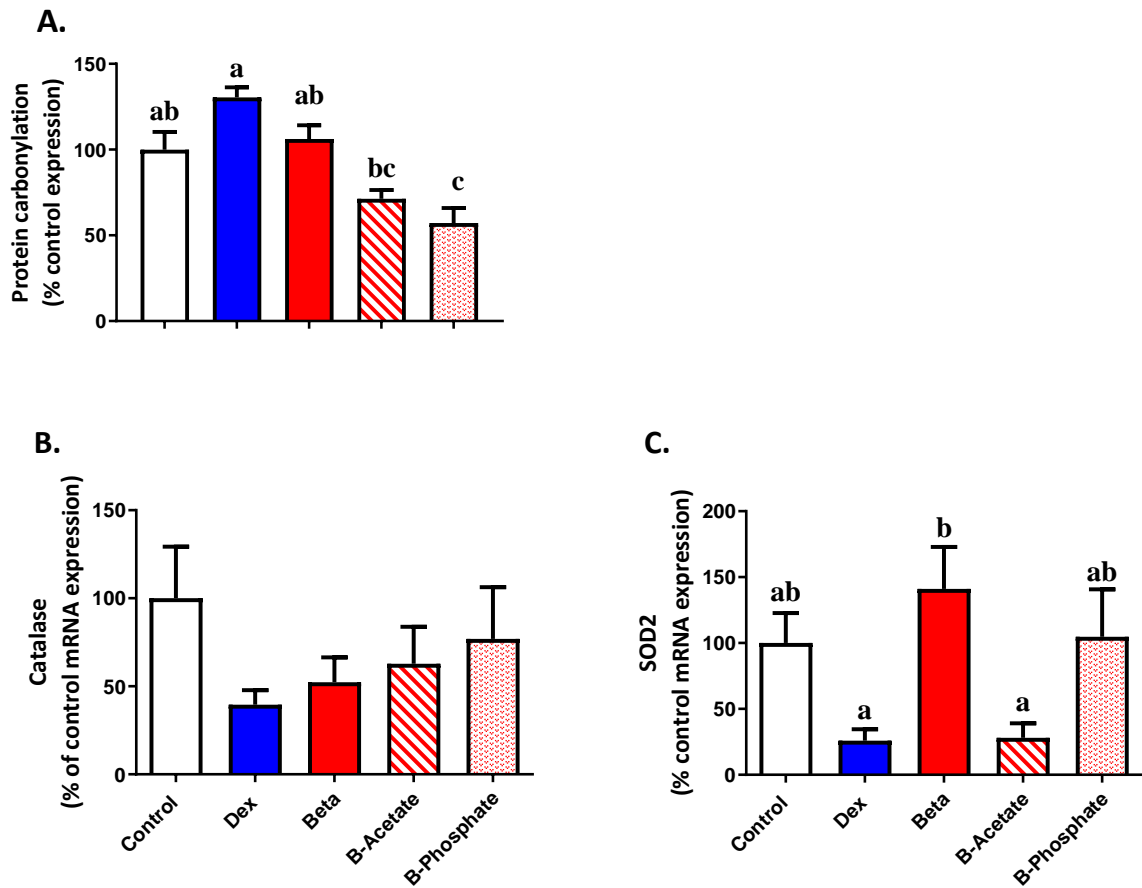 A.
Protein carbonylation
(% control expression)
150
100
50
0
ab
a
ab
bc
c
B.
Catalase
(% of control mRNA expression)
150
100
50
0
Control
Dex
Beta
B-Acetate
B-Phosphate
C.
SOD2
(% control mRNA expression)
200
150
100
50
0
ab
a
b
a
ab
Control
Dex
Beta
B-Acetate
B-Phosphate